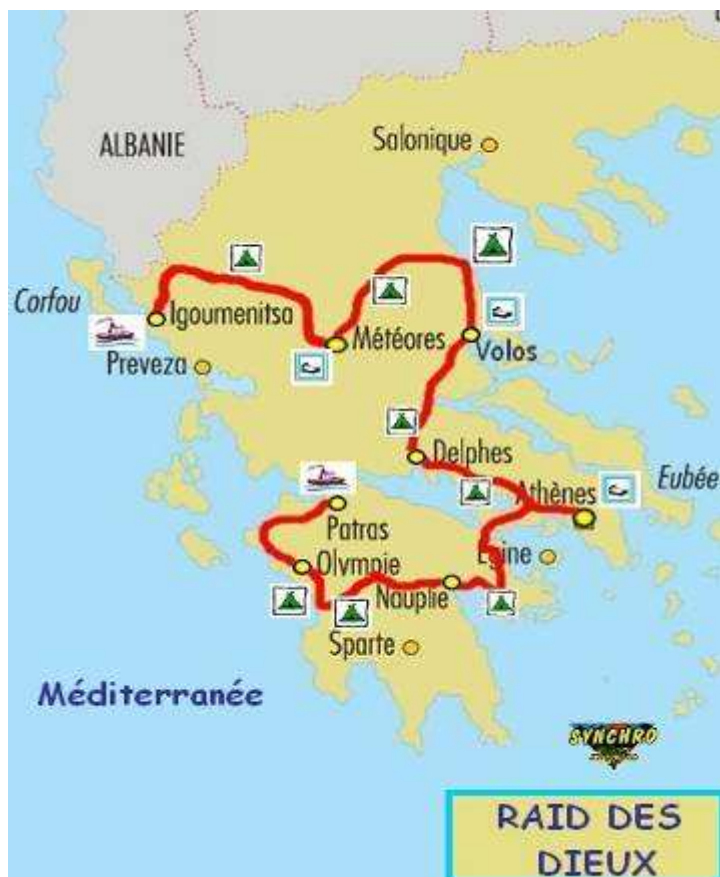 ALBANIE
Salonique
Corfou
Igoumenitsa
Météores
Volos
Preveza
Delphes
Eubée
Athènes
Patras
Egine
Olympie
Nauplie
Sparte
Méditerranée
SYNCHRO
RAID DES
DIEUX